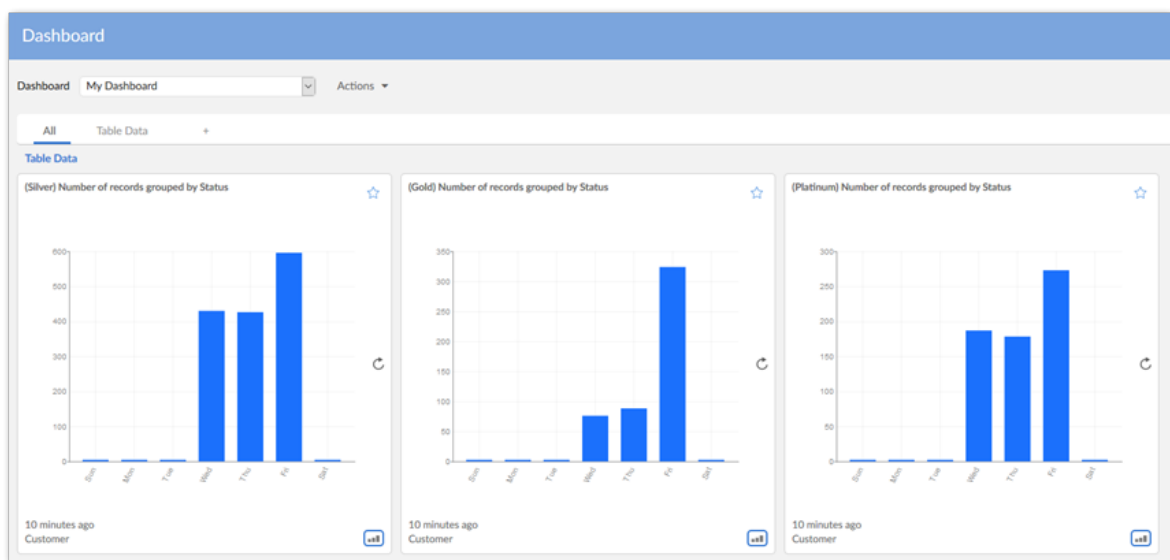 Dashboard
Dashboard My Dashboard Actions
All Table Data +
Table Data
(Silver) Number of records grouped by Status
600
500
400
300
200
100
0
Sun Mon Tue Wed Thu Fri Sat
10 minutes ago
Customer
(Gold) Number of records grouped by Status
350
300
250
200
150
100
50
0
Sun Mon Tue Wed Thu Fri Sat
10 minutes ago
Customer
(Platinum) Number of records grouped by Status
300
250
200
150
100
50
0
Sun Mon Tue Wed Thu Fri Sat
10 minutes ago
Customer